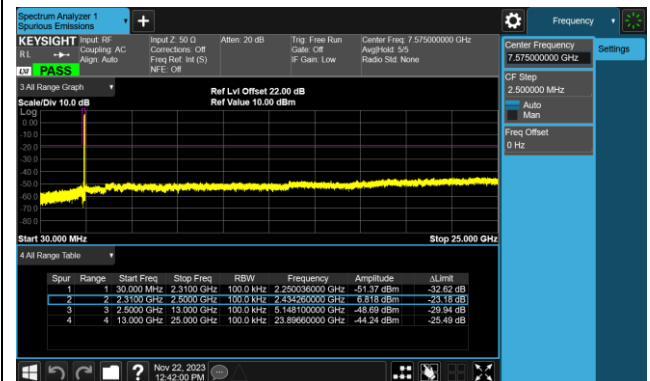 Spectrum Analyzer 1
Spurious Emissions
Frequency
KEYSIGHT Input: RF Input Z: 50 Ω Atten: 20 dB Trig: Free Run Center Freq: 7.575000000 GHz
RL Coupling: AC Corrections: Off Gate: Off Avg|Hold: 5/5
Align: Auto Freq Ref: Int (S) IF Gain: Low Radio Std: None
PASS NFE: Off
Center Frequency
7.575000000 GHz
Settings
CF Step
2.500000 MHz
Auto
Man
Freq Offset
0 Hz
3 All Range Graph
Ref Lvl Offset 22.00 dB
Scale/Div 10.0 dB Ref Value 10.00 dBm
Log
0.00
-10.0
-20.0
-30.0
-40.0
-50.0
-60.0
-70.0
-80.0
Start 30.000 MHz Stop 25.000 GHz
4 All Range Table
Spur Range Start Freq Stop Freq RBW Frequency Amplitude ΔLimit
1 1 30.000 MHz 2.3100 GHz 100.0 kHz 2.250036000 GHz -51.37 dBm -32.62 dB
2 2 2.3100 GHz 2.5000 GHz 100.0 kHz 2.434260000 GHz 6.818 dBm -23.18 dB
3 3 2.5000 GHz 13.000 GHz 100.0 kHz 5.148100000 GHz -48.69 dBm -29.94 dB
4 4 13.000 GHz 25.000 GHz 100.0 kHz 23.89660000 GHz -44.24 dBm -25.49 dB
Nov 22, 2023
12:42:00 PM